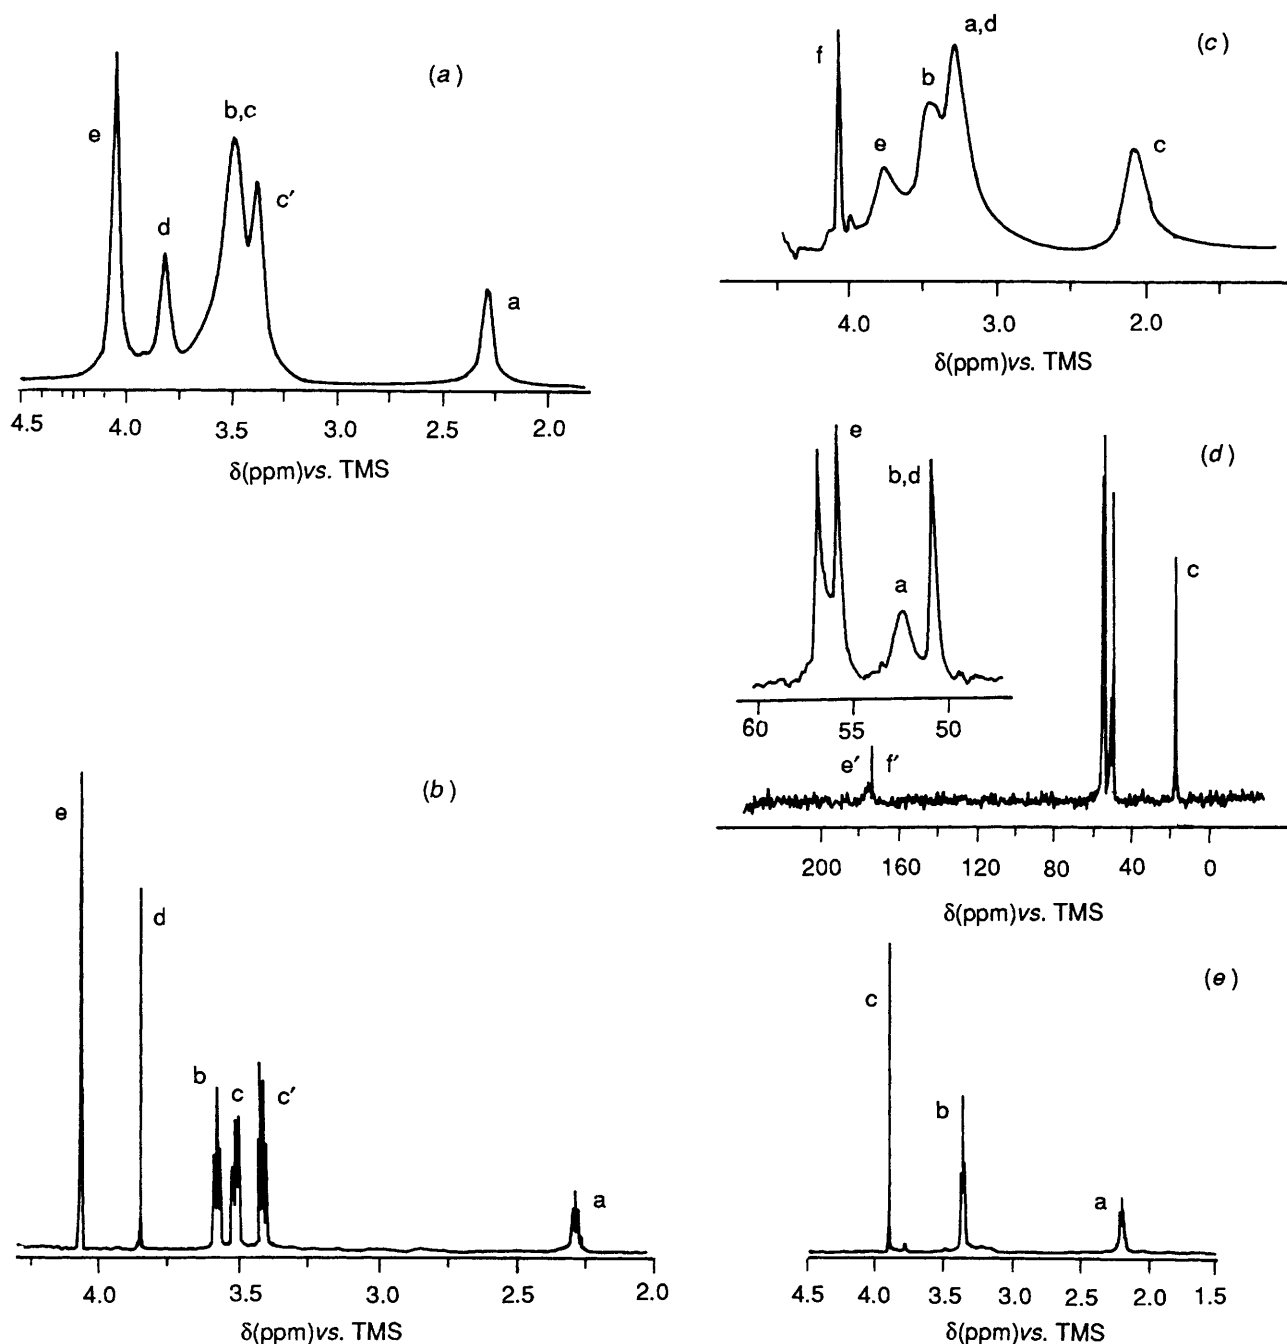 (a)
e
d
b,c
c′
a
4.5 4.0 3.5 3.0 2.5 2.0
δ(ppm)vs. TMS
(b)
e
d
b
c
c′
a
4.0 3.5 3.0 2.5 2.0
δ(ppm)vs. TMS
(c)
f
e
b
a,d
c
4.0 3.0 2.0
δ(ppm)vs. TMS
(d)
e
b,d
a
c
60 55 50
e′ f′
200 160 120 80 40 0
δ(ppm)vs. TMS
(e)
c
b
a
4.5 4.0 3.5 3.0 2.5 2.0 1.5
δ(ppm)vs. TMS